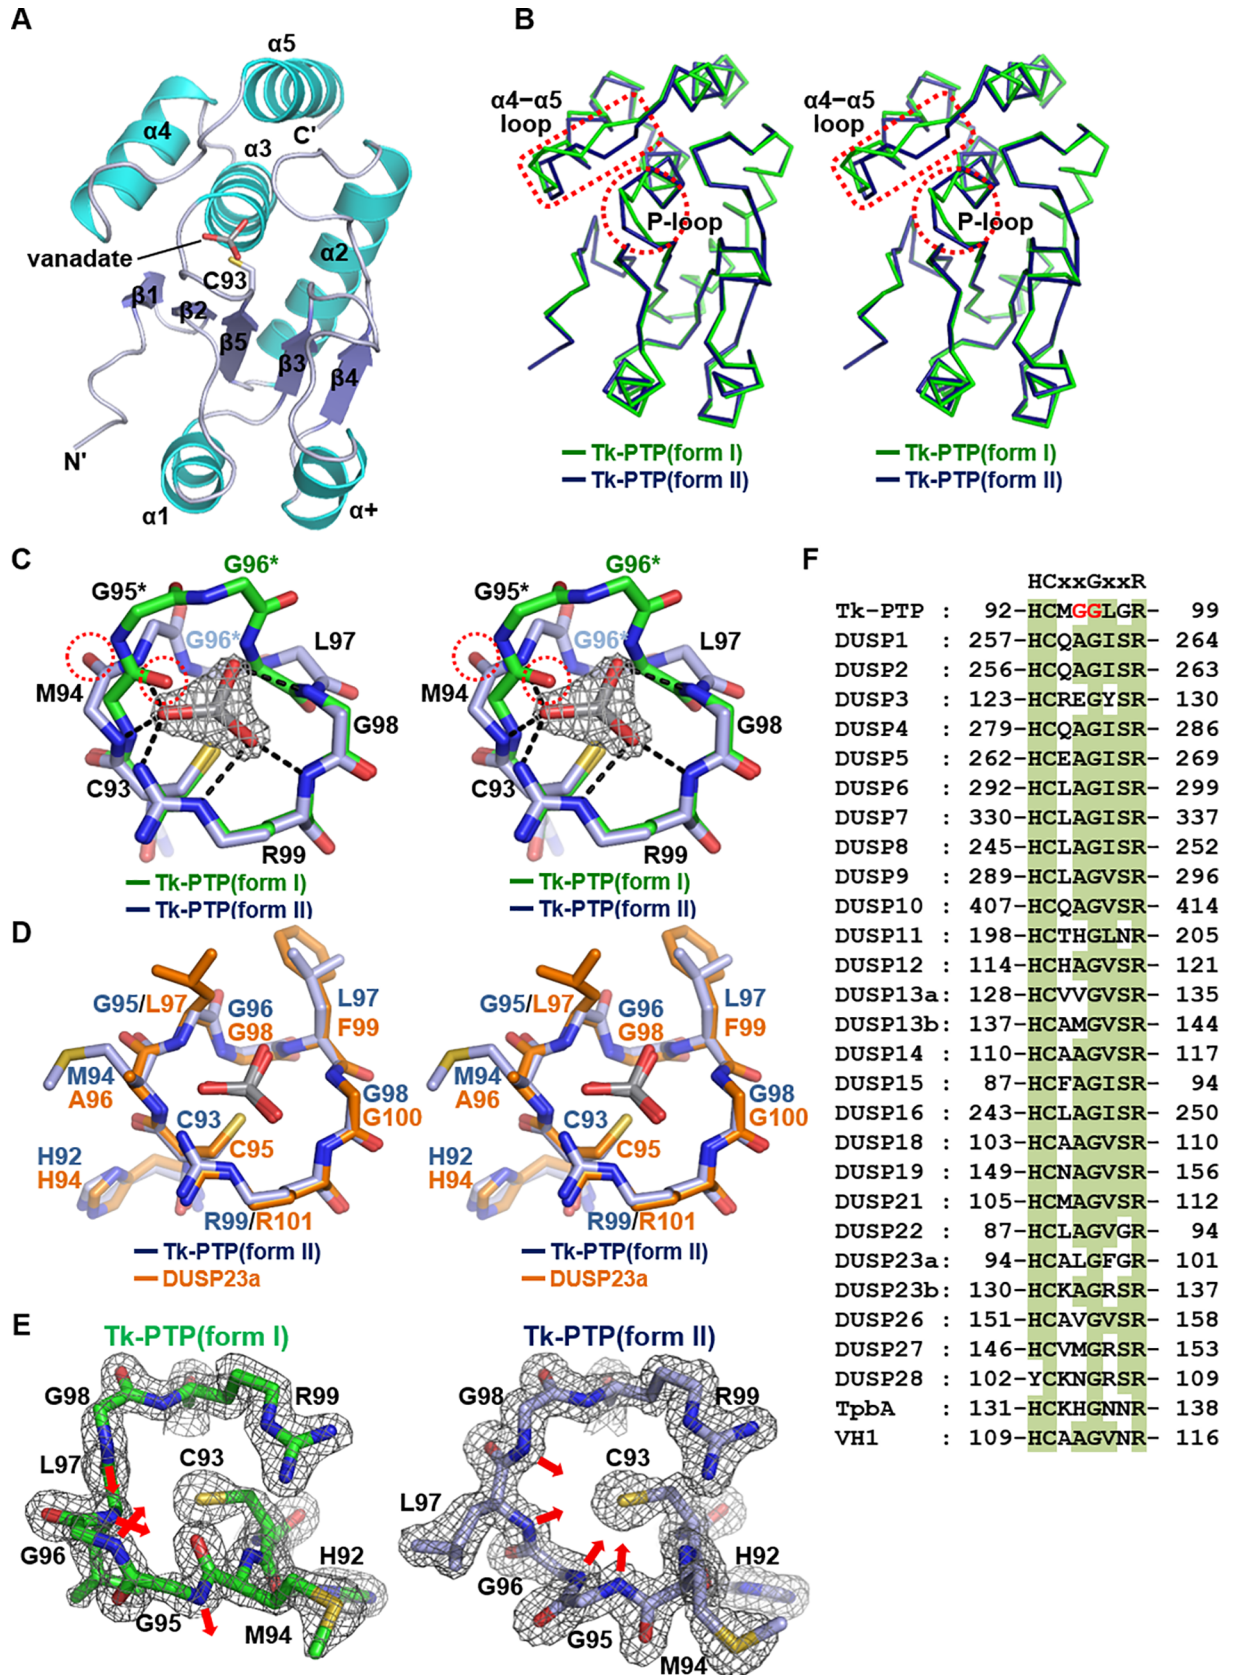 A
α5
α4
C'
α3
vanadate
α2
C93
β1
β2
β5
β3
β4
N'
α1
α+
B
α4−α5
loop
P-loop
Tk-PTP(form I)
Tk-PTP(form II)
α4−α5
loop
P-loop
Tk-PTP(form I)
Tk-PTP(form II)
C
G96*
G95*
G96*
L97
M94
G98
C93
R99
Tk-PTP(form I)
Tk-PTP(form II)
G96*
G95*
G96*
L97
M94
G98
C93
R99
Tk-PTP(form I)
Tk-PTP(form II)
D
G95/L97
G96
G98
L97
F99
M94
A96
G98
G100
C93
C95
H92
H94
R99/R101
Tk-PTP(form II)
DUSP23a
G95/L97
G96
G98
L97
F99
M94
A96
G98
G100
C93
C95
H92
H94
R99/R101
Tk-PTP(form II)
DUSP23a
E
Tk-PTP(form I)
G98
R99
C93
L97
G96
H92
G95
M94
Tk-PTP(form II)
G98
R99
C93
L97
H92
G96
G95
M94
F
HCxxGxxR
Tk-PTP : 92-HCMGGLGR- 99
DUSP1 : 257-HCQAGISR- 264
DUSP2 : 256-HCQAGISR- 263
DUSP3 : 123-HCREGYSR- 130
DUSP4 : 279-HCQAGISR- 286
DUSP5 : 262-HCEAGISR- 269
DUSP6 : 292-HCLAGISR- 299
DUSP7 : 330-HCLAGISR- 337
DUSP8 : 245-HCLAGISR- 252
DUSP9 : 289-HCLAGVSR- 296
DUSP10 : 407-HCQAGVSR- 414
DUSP11 : 198-HCTHGLNR- 205
DUSP12 : 114-HCHAGVSR- 121
DUSP13a: 128-HCVVGVSR- 135
DUSP13b: 137-HCAMGVSR- 144
DUSP14 : 110-HCAAGVSR- 117
DUSP15 : 87-HCFAGISR- 94
DUSP16 : 243-HCLAGISR- 250
DUSP18 : 103-HCAAGVSR- 110
DUSP19 : 149-HCNAGVSR- 156
DUSP21 : 105-HCMAGVSR- 112
DUSP22 : 87-HCLAGVGR- 94
DUSP23a: 94-HCALGFGR- 101
DUSP23b: 130-HCKAGRSR- 137
DUSP26 : 151-HCAVGVSR- 158
DUSP27 : 146-HCVMGRSR- 153
DUSP28 : 102-YCKNGRSR- 109
TpbA : 131-HCKHGNNR- 138
VH1 : 109-HCAAGVNR- 116